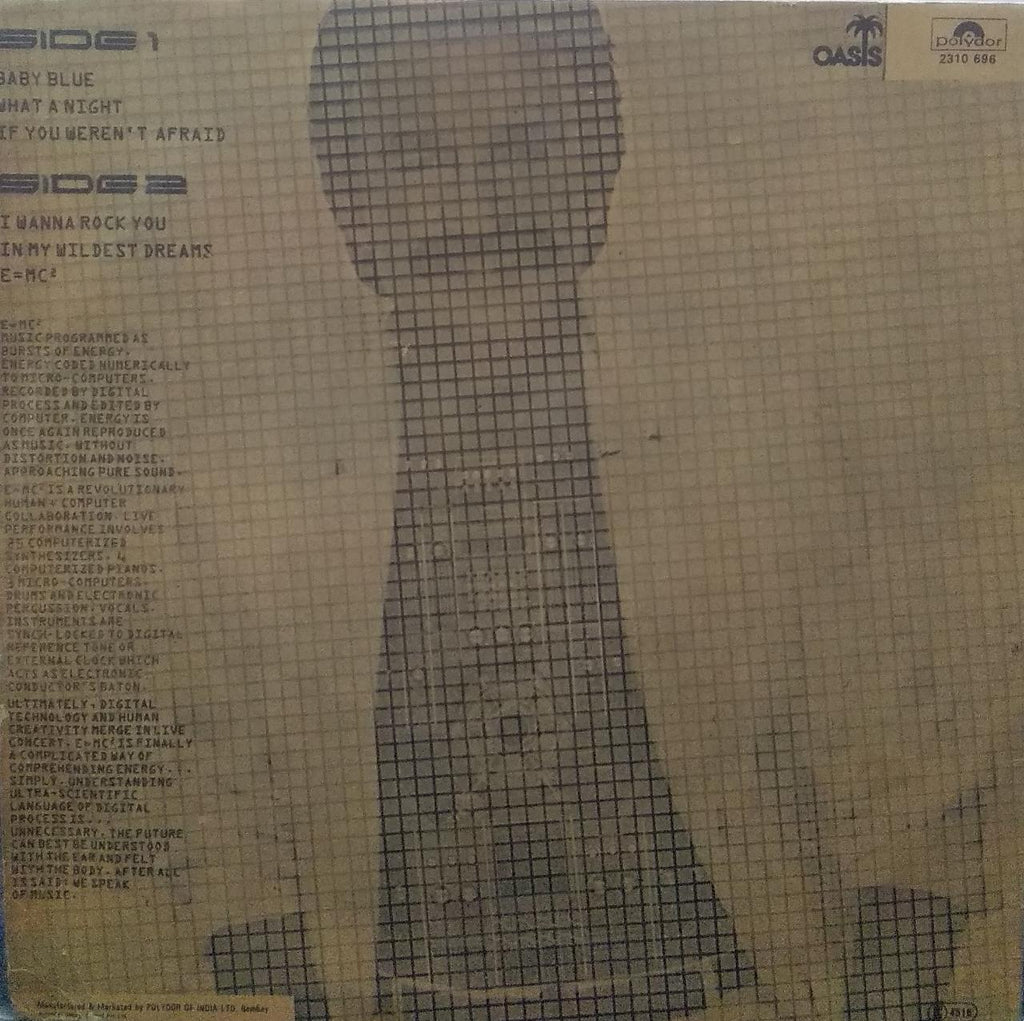 SIDE 1
BABY BLUE
WHAT A NIGHT
IF YOU WEREN'T AFRAID
SIDE 2
I WANNA ROCK YOU
IN MY WILDEST DREAMS
E=MC²
E=MC²
MUSIC PROGRAMMED AS
BURSTS OF ENERGY.
ENERGY CODED NUMERICALLY
TO MICRO-COMPUTERS.
RECORDED BY DIGITAL
PROCESS AND EDITED BY
COMPUTER. ENERGY IS
ONCE AGAIN REPRODUCED
AS MUSIC. WITHOUT
DISTORTION AND NOISE.
APPROACHING PURE SOUND.
E=MC² IS A REVOLUTIONARY
HUMAN + COMPUTER
COLLABORATION. LIVE
PERFORMANCE INVOLVES
25 COMPUTERIZED
SYNTHESIZERS. 4
COMPUTERIZED PIANOS.
3 MICRO-COMPUTERS.
DRUMS AND ELECTRONIC
PERCUSSION. VOCALS.
INSTRUMENTS ARE
SYNCH-LOCKED TO DIGITAL
REFERENCE TONE OR
EXTERNAL CLOCK WHICH
ACTS AS ELECTRONIC
CONDUCTOR'S BATON.
ULTIMATELY, DIGITAL
TECHNOLOGY AND HUMAN
CREATIVITY MERGE IN LIVE
CONCERT. E=MC² IS FINALLY
A COMPLICATED WAY OF
COMPREHENDING ENERGY...
SIMPLY. UNDERSTANDING
ULTRA-SCIENTIFIC
LANGUAGE OF DIGITAL
PROCESS IS...
UNNECESSARY. THE FUTURE
CAN BEST BE UNDERSTOOD
WITH THE EAR AND FELT
WITH THE BODY. AFTER ALL
IS SAID: WE SPEAK
OF MUSIC.
OASIS
polydor
2310 696
Manufactured & Marketed by POLYDOR OF INDIA LTD. Bombay
4518